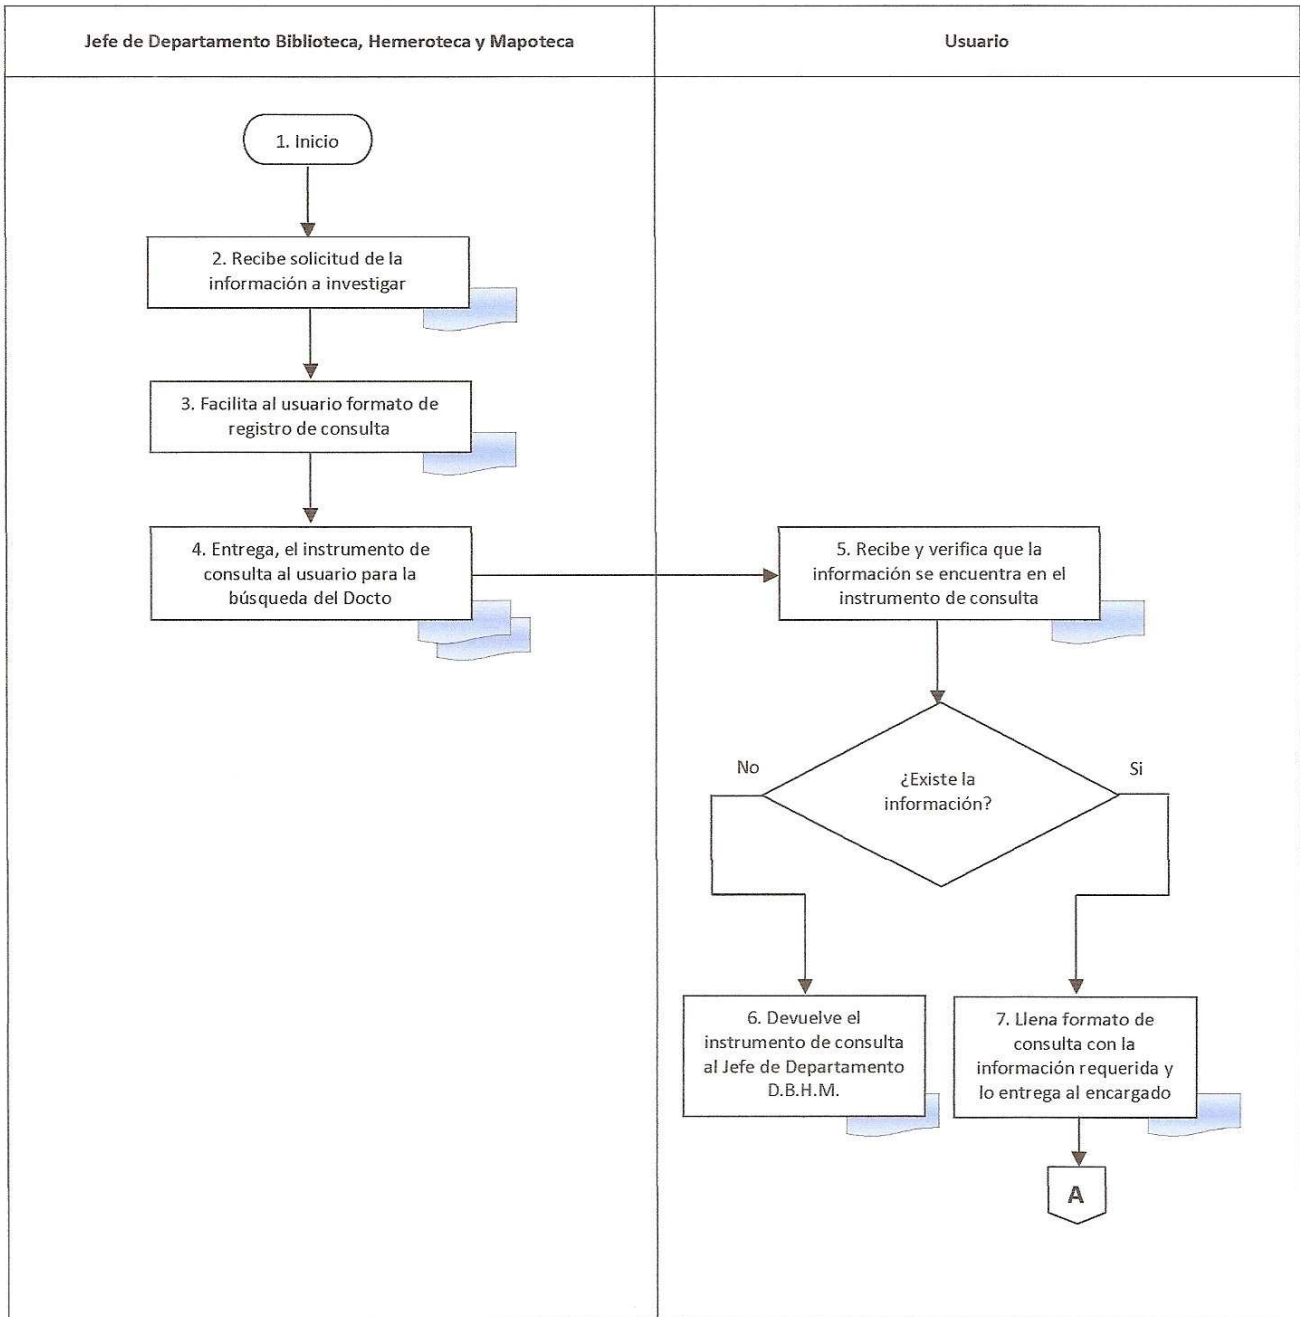 Jefe de Departamento Biblioteca, Hemeroteca y Mapoteca
Usuario
1. Inicio
2. Recibe solicitud de la
información a investigar
3. Facilita al usuario formato de
registro de consulta
4. Entrega, el instrumento de
consulta al usuario para la
búsqueda del Docto
5. Recibe y verifica que la
información se encuentra en el
instrumento de consulta
¿Existe la
información?
No
Si
6. Devuelve el
instrumento de consulta
al Jefe de Departamento
D.B.H.M.
7. Llena formato de
consulta con la
información requerida y
lo entrega al encargado
A